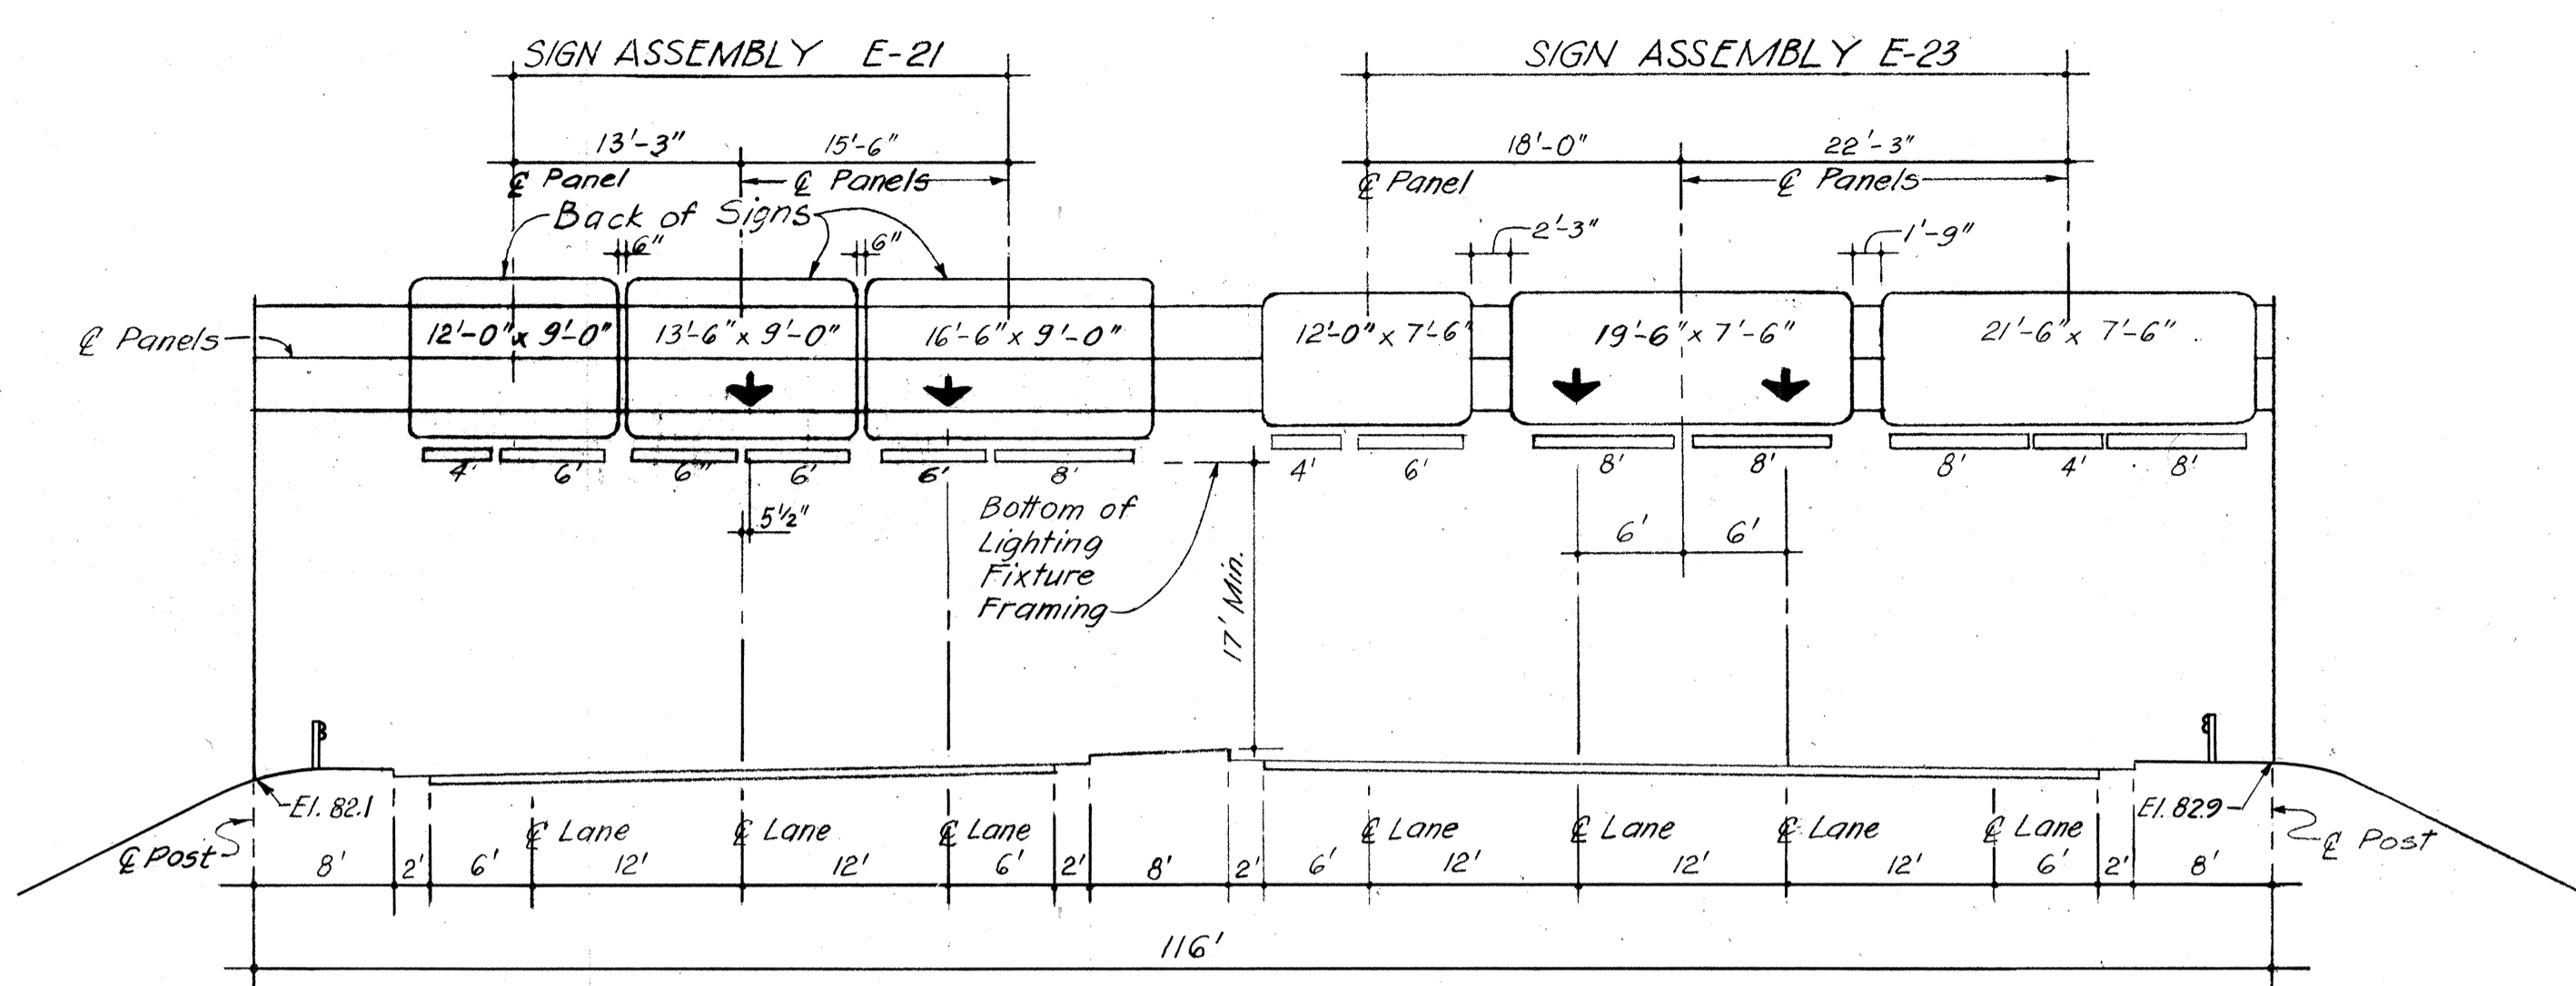 SIGN ASSEMBLY E-21
SIGN ASSEMBLY E-23
13'-3" 15'-6"
18'-0" 22'-3"
℄ Panel ℄ Panels
℄ Panel ℄ Panels
Back of Signs
6" 6"
2'-3" 1'-9"
℄ Panels
12'-0" x 9'-0" 13'-6" x 9'-0" 16'-6" x 9'-0"
12'-0" x 7'-6" 19'-6" x 7'-6" 21'-6" x 7'-6"
4' 6' 6''' 6' 6' 8'
4' 6' 8' 8' 8' 4' 8'
5½"
Bottom of
Lighting
Fixture
Framing
17' Min.
6' 6'
El. 82.1
El. 82.9
℄ Post
℄ Lane ℄ Lane ℄ Lane ℄ Lane ℄ Lane ℄ Lane ℄ Lane
℄ Post
8' 2' 6' 12' 12' 6' 2' 8' 2' 6' 12' 12' 12' 6' 2' 8'
116'